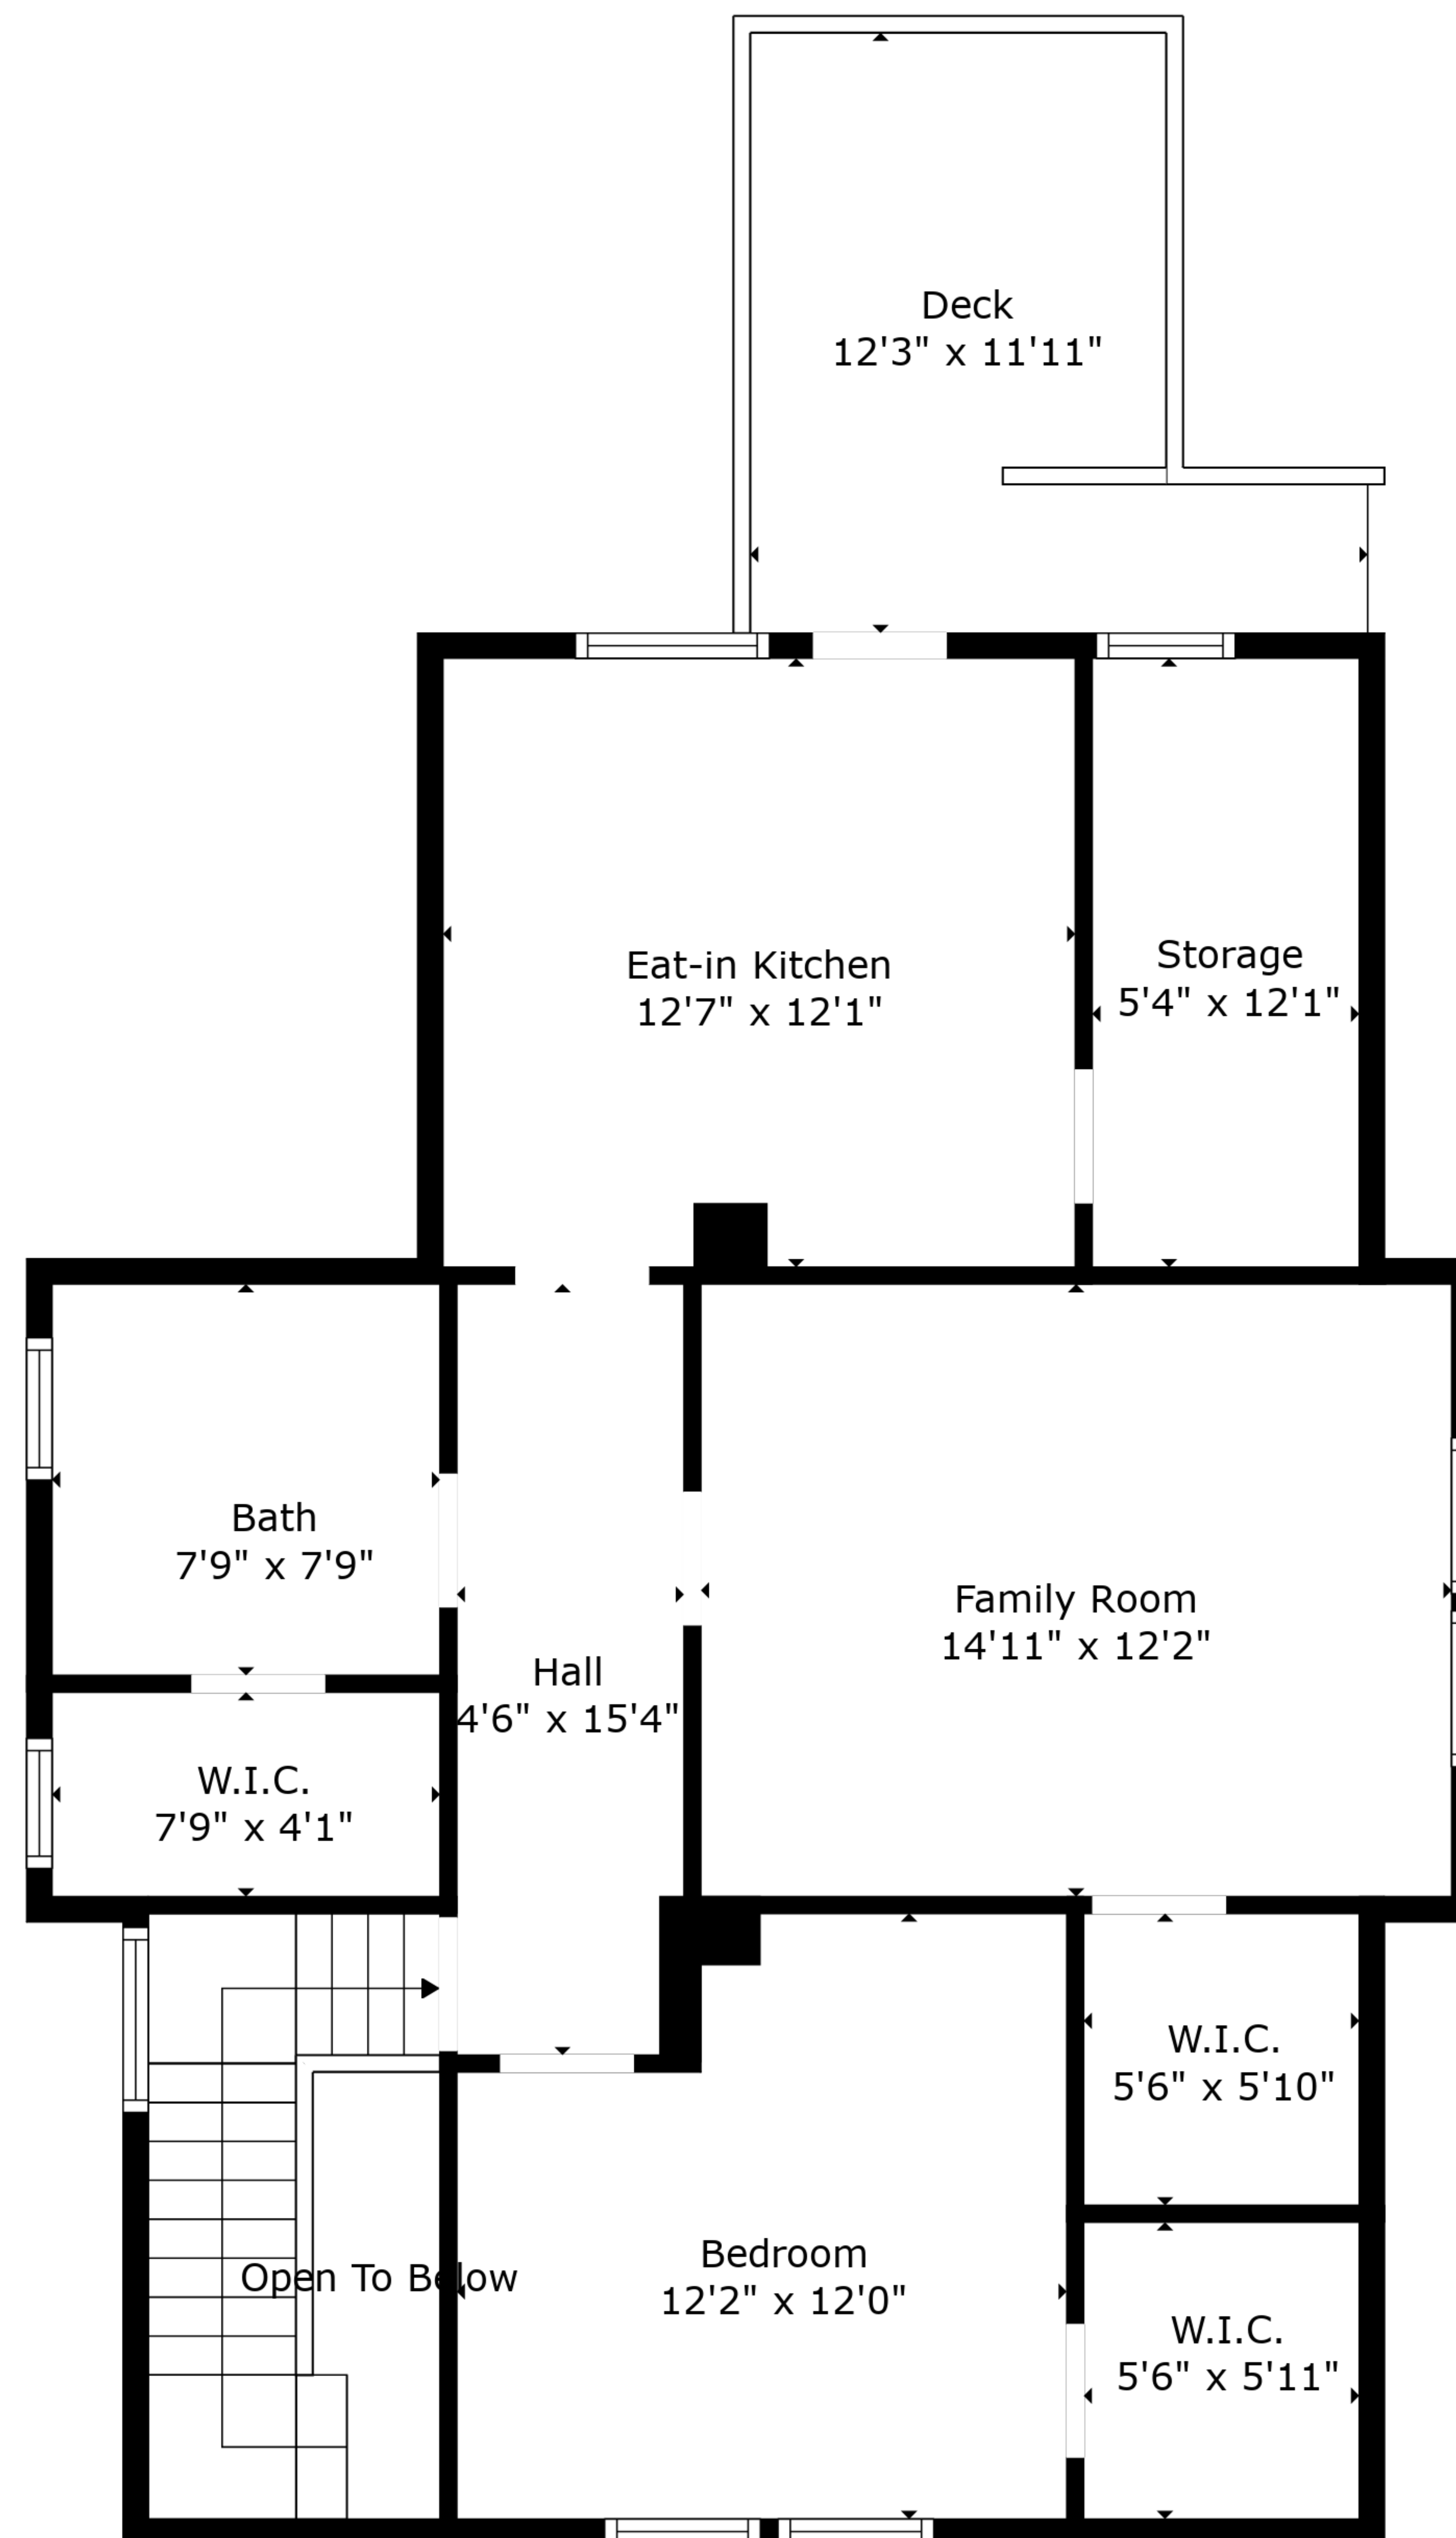 Deck
12'3" x 11'11"
Eat-in Kitchen
12'7" x 12'1"
Storage
5'4" x 12'1"
Bath
7'9" x 7'9"
Family Room
14'11" x 12'2"
Hall
4'6" x 15'4"
W.I.C.
7'9" x 4'1"
W.I.C.
5'6" x 5'10"
Open To Below
Bedroom
12'2" x 12'0"
W.I.C.
5'6" x 5'11"